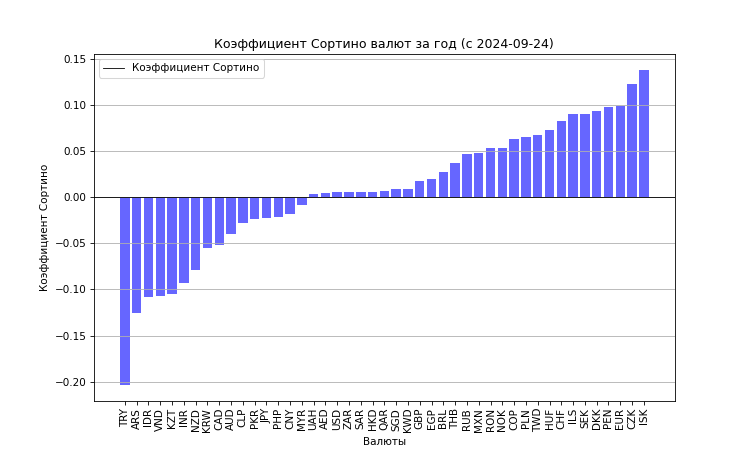 Коэффициент Сортино валют за год (с 2024-09-24)
Коэффициент Сортино
0.15
0.10
0.05
0.00
−0.05
−0.10
−0.15
−0.20
Коэффициент Сортино
TRY
ARS
IDR
VND
KZT
INR
NZD
KRW
CAD
AUD
CLP
PKR
JPY
PHP
CNY
MYR
UAH
AED
USD
ZAR
SAR
HKD
QAR
SGD
KWD
GBP
EGP
BRL
THB
RUB
MXN
RON
NOK
COP
PLN
TWD
HUF
CHF
ILS
SEK
DKK
PEN
EUR
CZK
ISK
Валюты